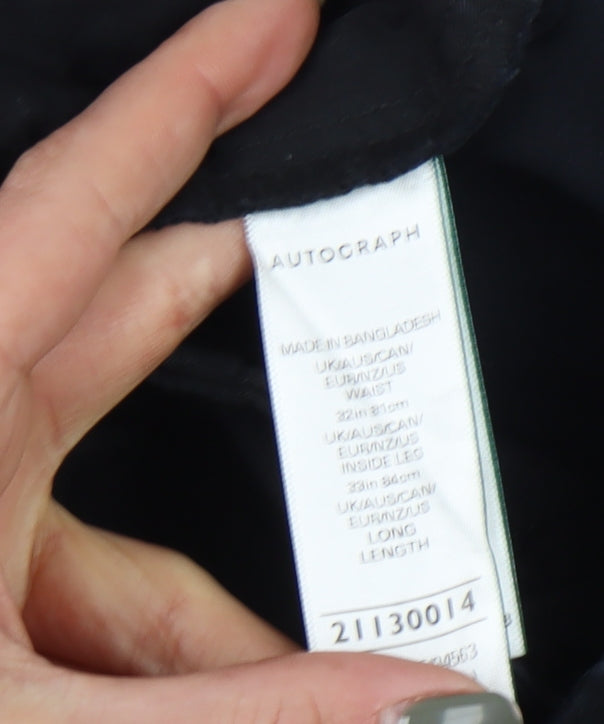 AUTOGRAPH
MADE IN BANGLADESH
UK/AUS/CAN/
EUR/NZ/US
WAIST
32in 81cm
UK/AUS/CAN/
EUR/NZ/US
INSIDE LEG
33in 84cm
UK/AUS/CAN/
EUR/NZ/US
LONG
LENGTH
21130014